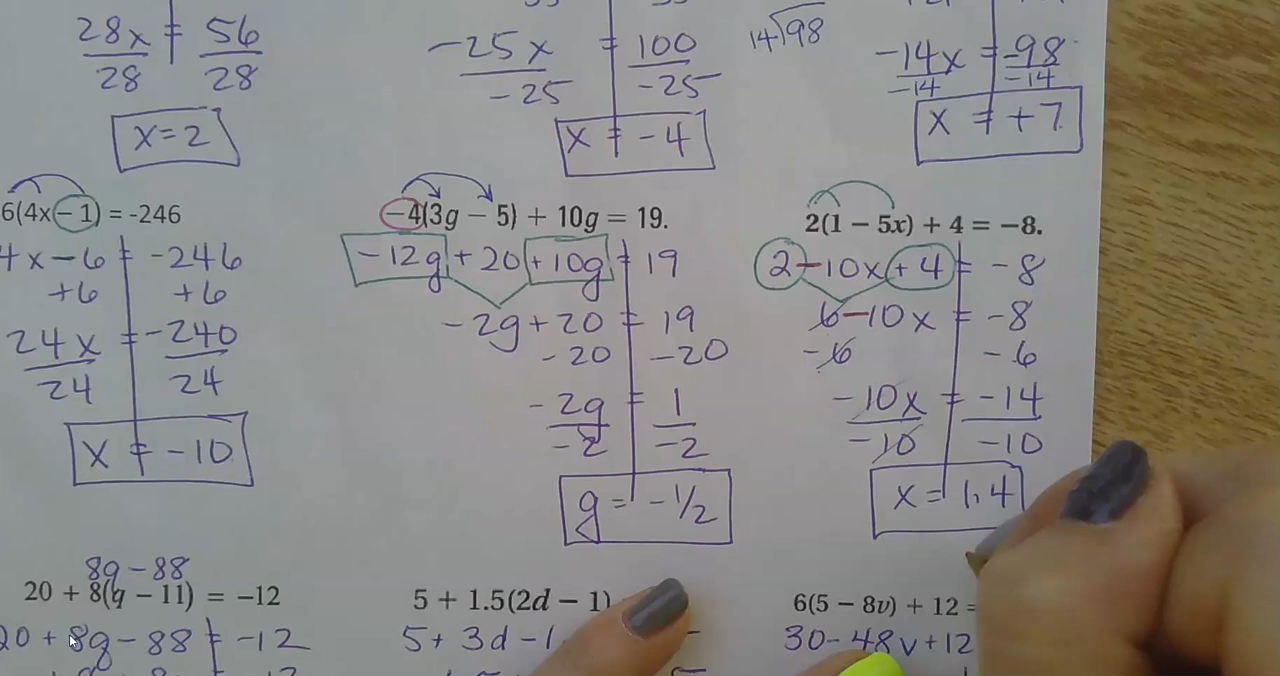 28x = 56
28 28
x = 2
-25x = 100
-25 -25
x = -4
14)98
-14x = -98
-14 -14
x = +7
6(4x - 1) = -246
4x - 6 = -246
+6 +6
24x = -240
24 24
x = -10
-4(3g - 5) + 10g = 19.
-12g + 20 + 10g = 19
-2g + 20 = 19
-20 -20
-2g = 1
-2 -2
g = -1/2
2(1 - 5x) + 4 = -8.
2 - 10x + 4 = -8
6 - 10x = -8
-6 -6
-10x = -14
-10 -10
x = 1.4
8q - 88
20 + 8(q - 11) = -12
20 + 8q - 88 = -12
5 + 1.5(2d - 1)
5 + 3d - 1.
6(5 - 8v) + 12 =
30 - 48v + 12